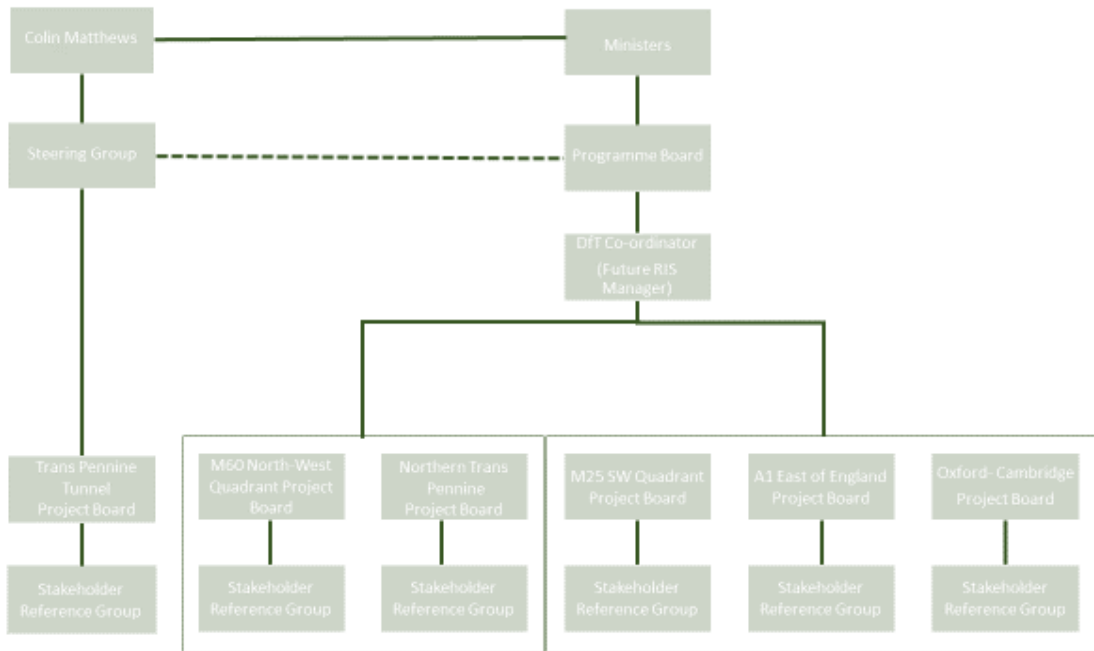 Colin Matthews
Ministers
Steering Group
Programme Board
DfT Co-ordinator
(Future RIS
Manager)
Trans Pennine
Tunnel
Project Board
M60 North-West
Quadrant Project
Board
Northern Trans
Pennine
Project Board
M25 SW Quadrant
Project Board
A1 East of England
Project Board
Oxford-Cambridge
Project Board
Stakeholder
Reference Group
Stakeholder
Reference Group
Stakeholder
Reference Group
Stakeholder
Reference Group
Stakeholder
Reference Group
Stakeholder
Reference Group